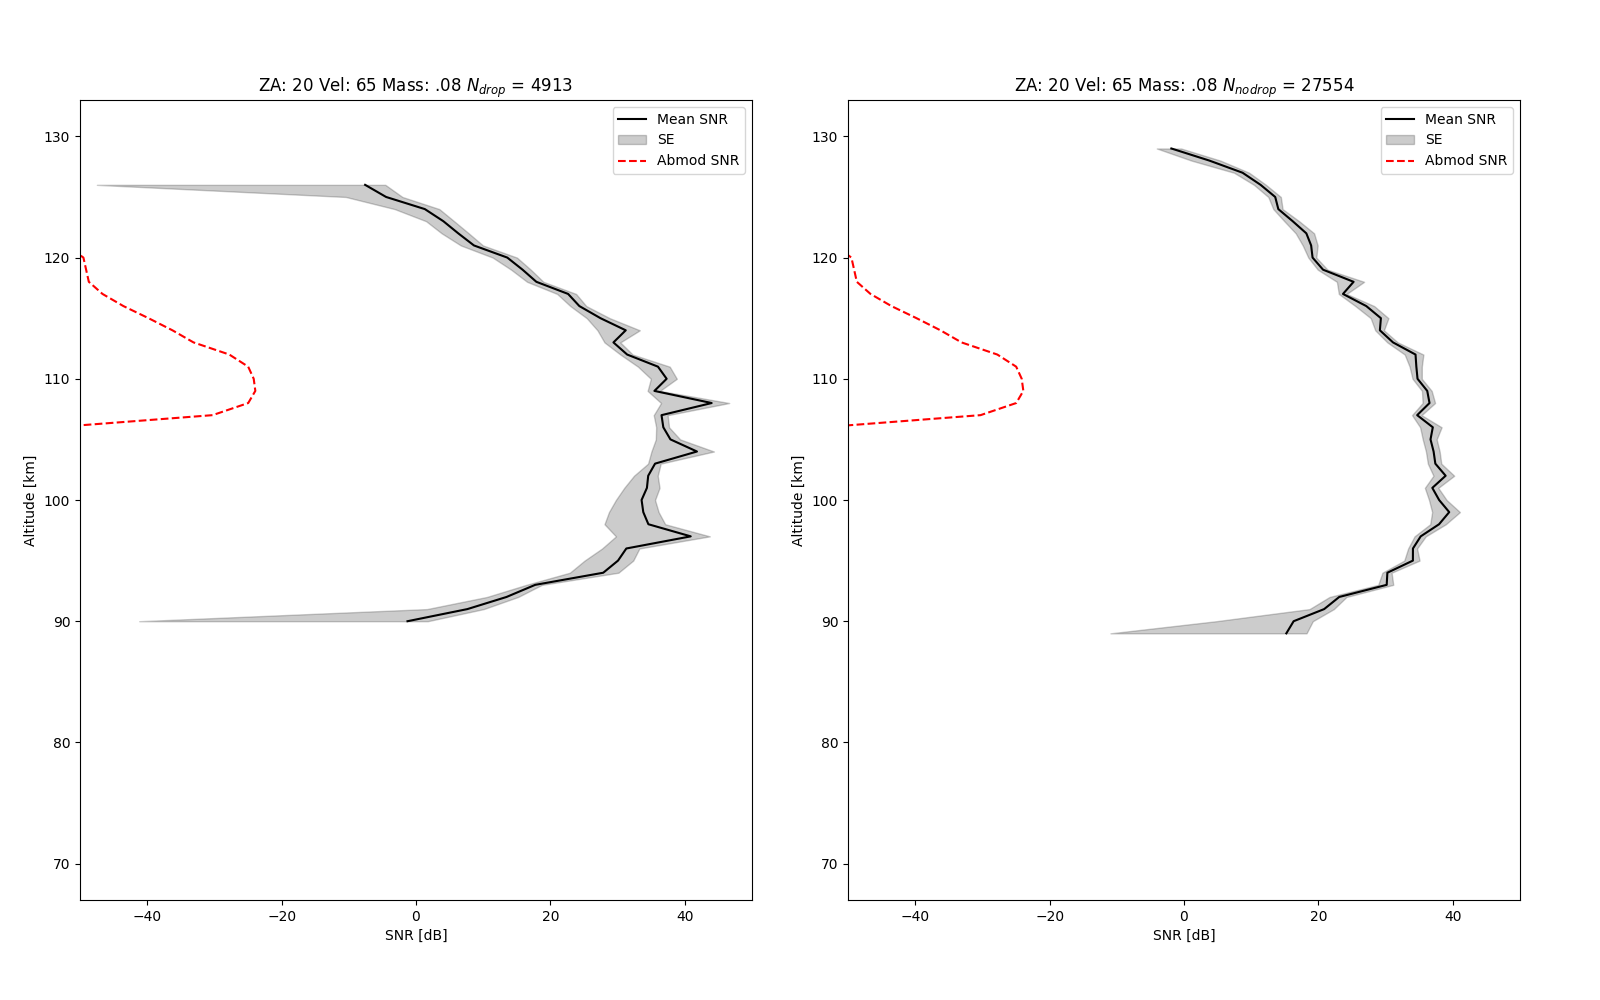 ZA: 20 Vel: 65 Mass: .08 N_drop = 4913
Mean SNR
SE
Abmod SNR
130
120
110
100
90
80
70
Altitude [km]
−40
−20
0
20
40
SNR [dB]
ZA: 20 Vel: 65 Mass: .08 N_nodrop = 27554
Mean SNR
SE
Abmod SNR
130
120
110
100
90
80
70
Altitude [km]
−40
−20
0
20
40
SNR [dB]